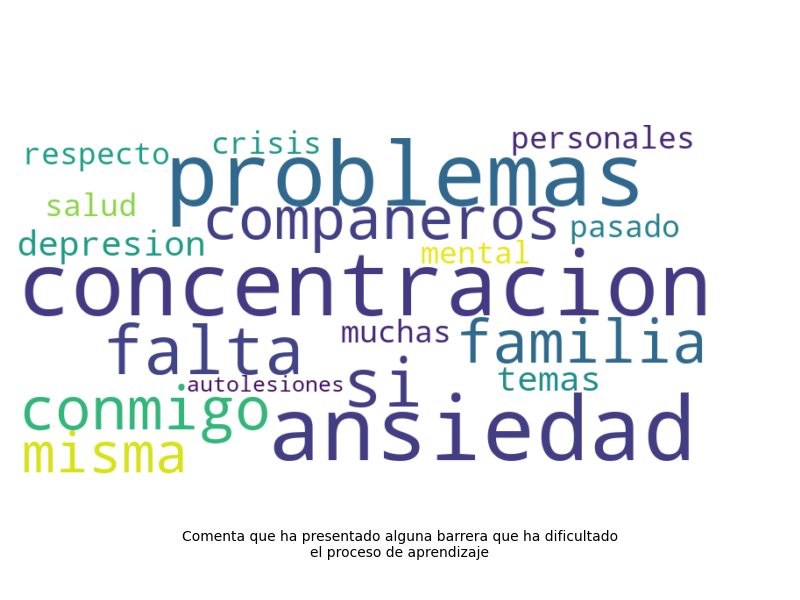 respecto crisis personales
problemas
salud companeros pasado
depresion mental
concentracion
falta muchas familia
autolesiones si temas
conmigo ansiedad
misma
Comenta que ha presentado alguna barrera que ha dificultado
el proceso de aprendizaje